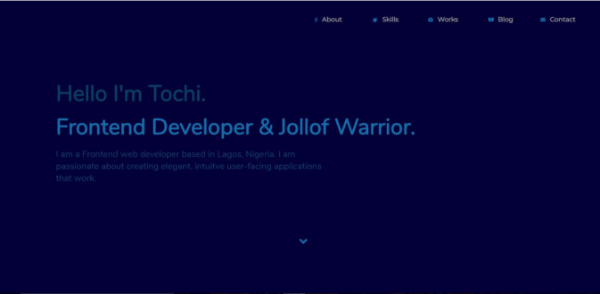 About Skills Works Blog Contact
Hello I'm Tochi.
Frontend Developer & Jollof Warrior.
I am a Frontend web developer based in Lagos, Nigeria. I am
passionate about creating elegant, intuitve user-facing applications
that work.